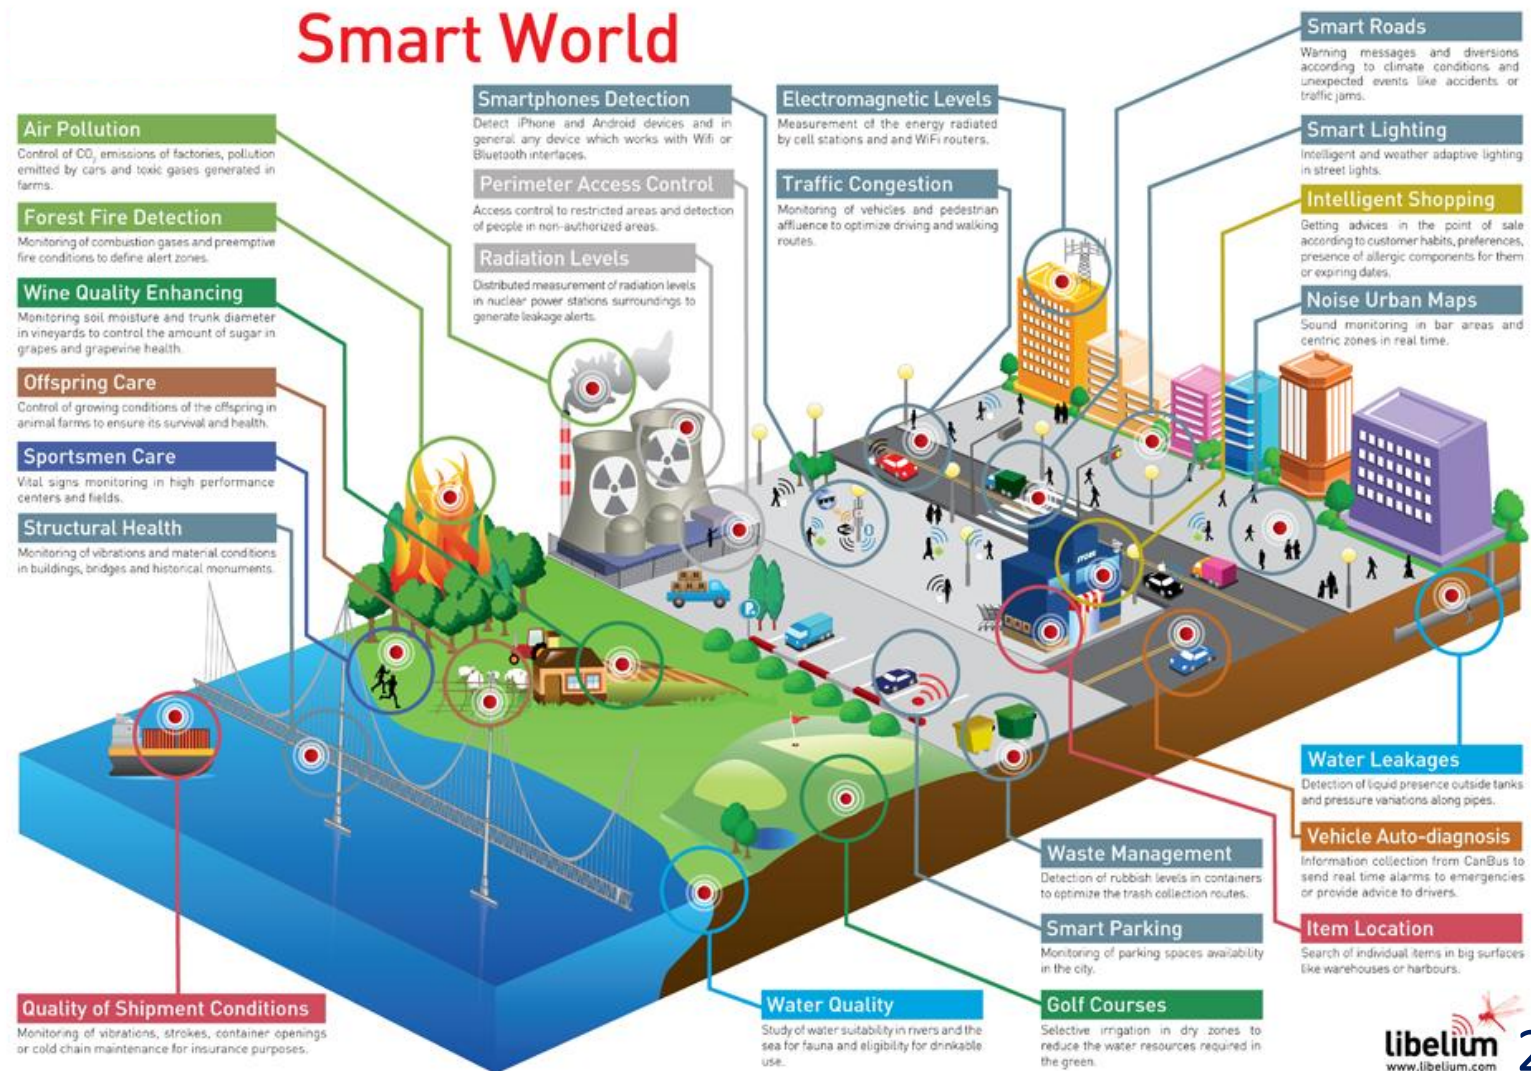 Smart World
Air Pollution
Control of CO₂ emissions of factories, pollution
emitted by cars and toxic gases generated in
farms.
Forest Fire Detection
Monitoring of combustion gases and preemptive
fire conditions to define alert zones.
Wine Quality Enhancing
Monitoring soil moisture and trunk diameter
in vineyards to control the amount of sugar in
grapes and grapevine health.
Offspring Care
Control of growing conditions of the offspring in
animal farms to ensure its survival and health.
Sportsmen Care
Vital signs monitoring in high performance
centers and fields.
Structural Health
Monitoring of vibrations and material conditions
in buildings, bridges and historical monuments.
Quality of Shipment Conditions
Monitoring of vibrations, strokes, container openings
or cold chain maintenance for insurance purposes.
Smartphones Detection
Detect iPhone and Android devices and in
general any device which works with Wifi or
Bluetooth interfaces.
Perimeter Access Control
Access control to restricted areas and detection
of people in non-authorized areas.
Radiation Levels
Distributed measurement of radiation levels
in nuclear power stations surroundings to
generate leakage alerts.
Electromagnetic Levels
Measurement of the energy radiated
by cell stations and and WiFi routers.
Traffic Congestion
Monitoring of vehicles and pedestrian
affluence to optimize driving and walking
routes.
Smart Roads
Warning messages and diversions
according to climate conditions and
unexpected events like accidents or
traffic jams.
Smart Lighting
Intelligent and weather adaptive lighting
in street lights.
Intelligent Shopping
Getting advices in the point of sale
according to customer habits, preferences,
presence of allergic components for them
or expiring dates.
Noise Urban Maps
Sound monitoring in bar areas and
centric zones in real time.
STORE
P
Water Leakages
Detection of liquid presence outside tanks
and pressure variations along pipes.
Vehicle Auto-diagnosis
Information collection from CanBus to
send real time alarms to emergencies
or provide advice to drivers.
Item Location
Search of individual items in big surfaces
like warehouses or harbours.
Waste Management
Detection of rubbish levels in containers
to optimize the trash collection routes.
Smart Parking
Monitoring of parking spaces availability
in the city.
Golf Courses
Selective irrigation in dry zones to
reduce the water resources required in
the green.
Water Quality
Study of water suitability in rivers and the
sea for fauna and eligibility for drinkable
use.
libelium
www.libelium.com
2